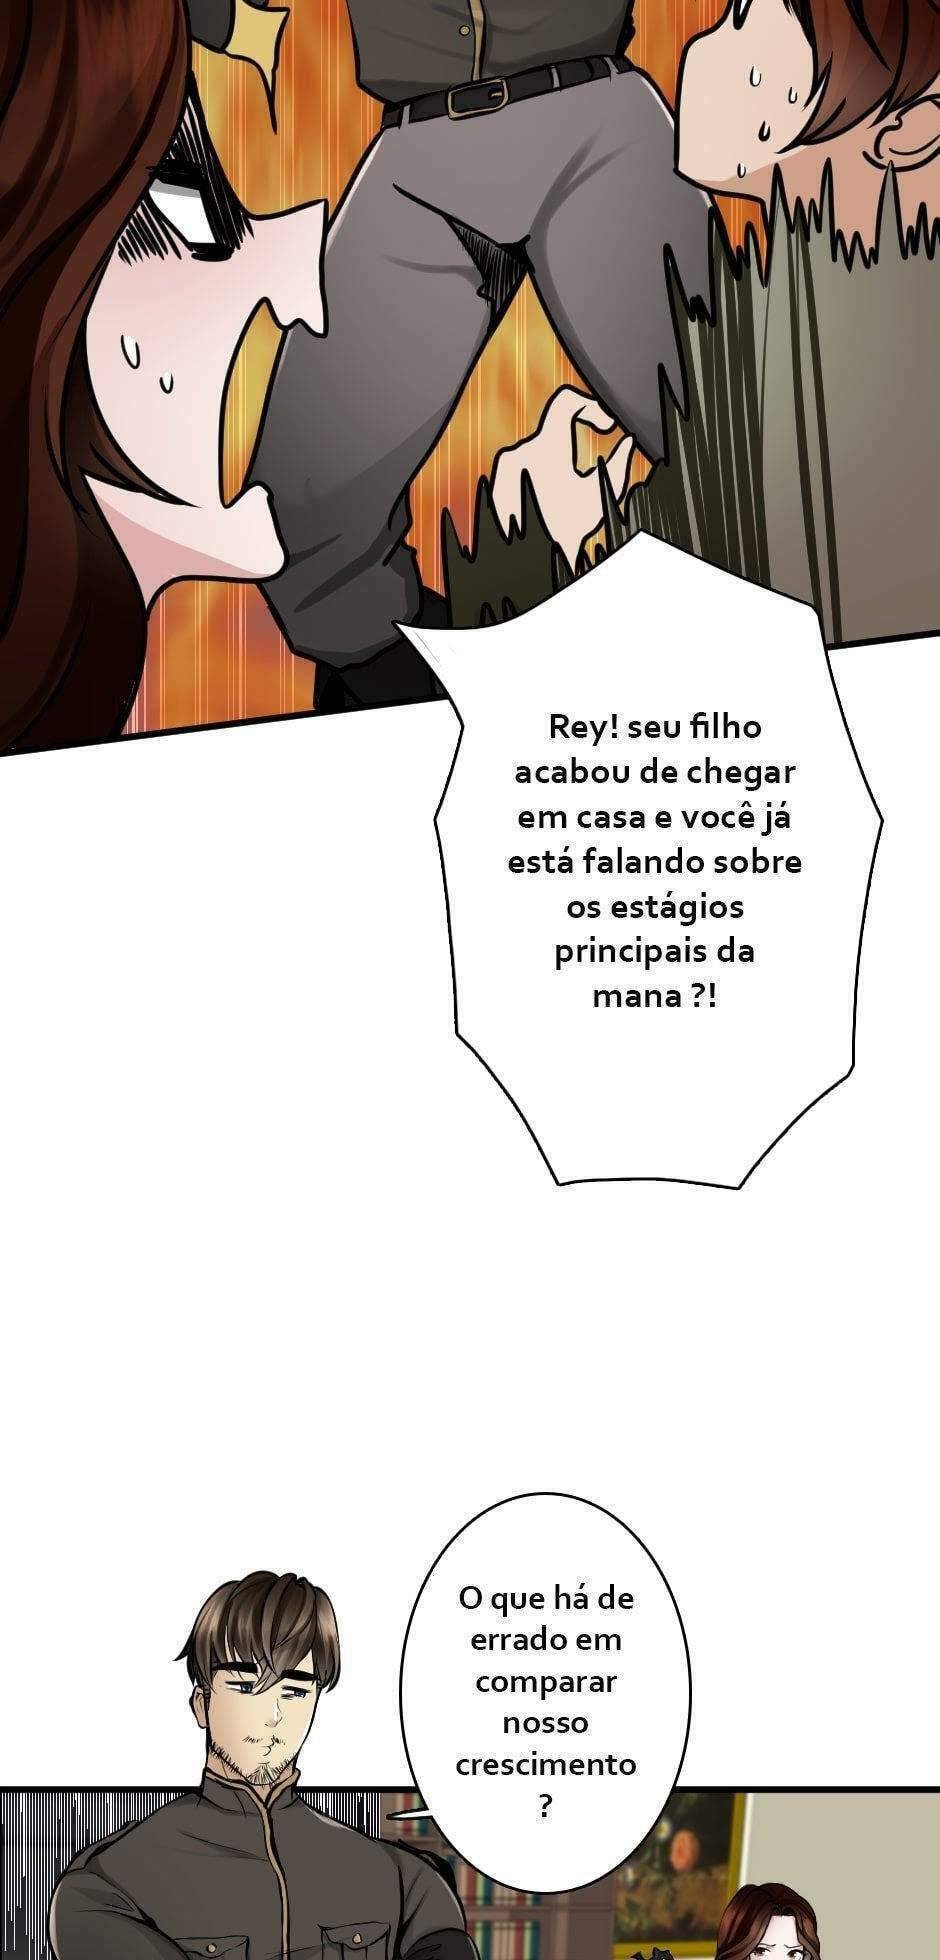 Rey! seu filho
acabou de chegar
em casa e você já
está falando sobre
os estágios
principais da
mana ?!
O que há de
errado em
comparar
nosso
crescimento
?